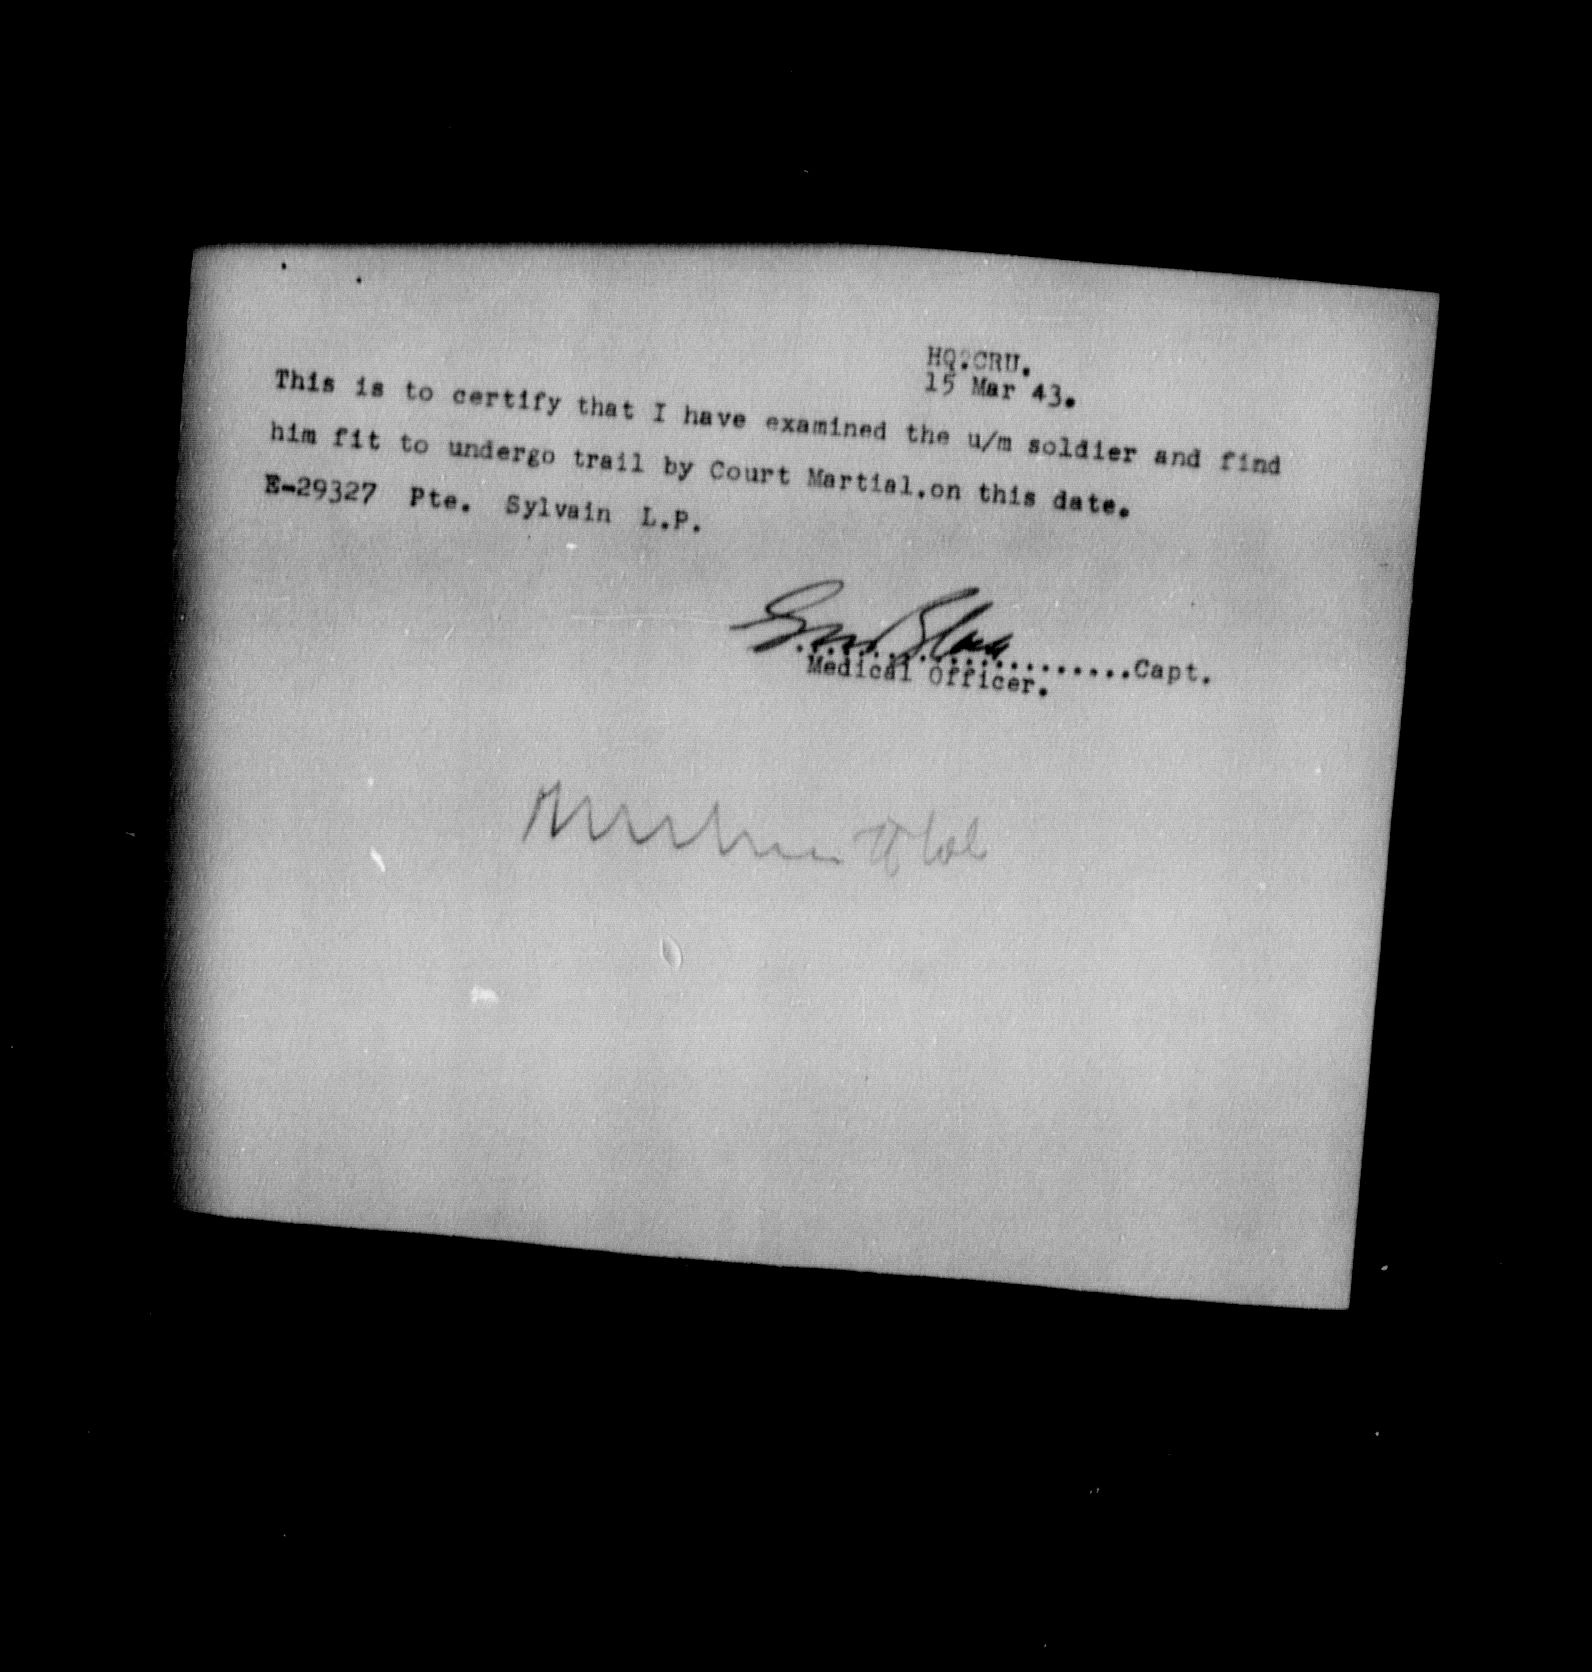 HQ.CRU.
15 Mar 43.
This is to certify that I have examined the u/m soldier and find
him fit to undergo trail by Court Martial.on this date.
E-29327 Pte. Sylvain L.P.
....................Capt.
Medical Officer.